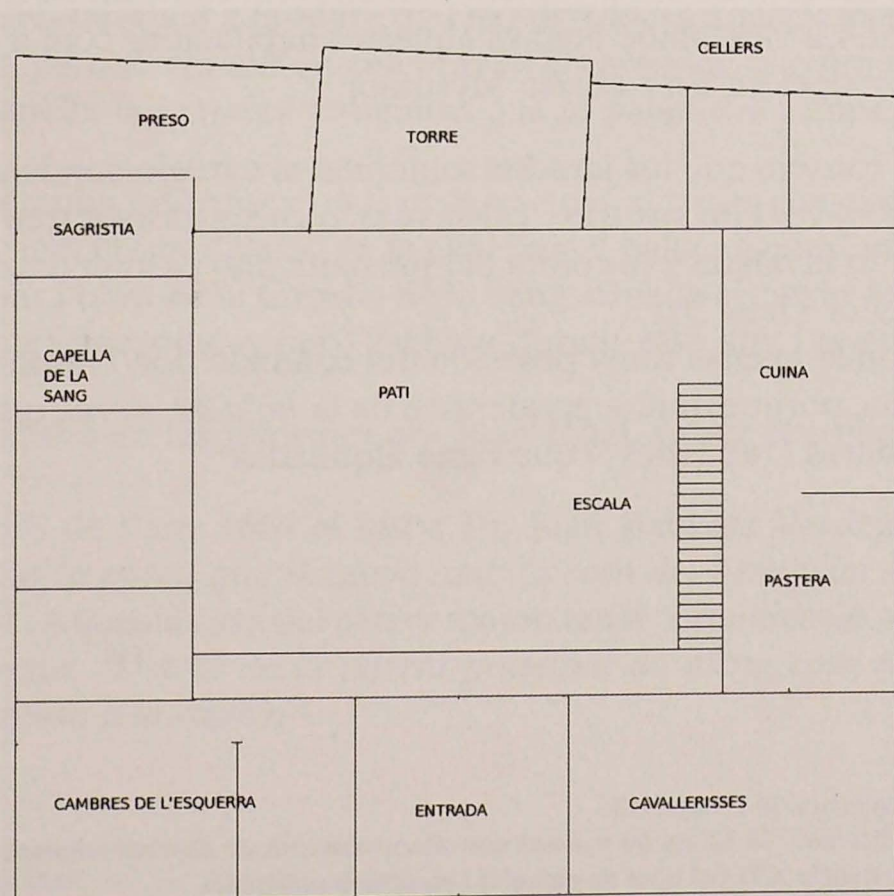 CELLERS
PRESO
TORRE
SAGRISTIA
CAPELLA
DE LA
SANG
PATI
CUINA
ESCALA
PASTERA
CAMBRES DE L'ESQUERRA
ENTRADA
CAVALLERISSES